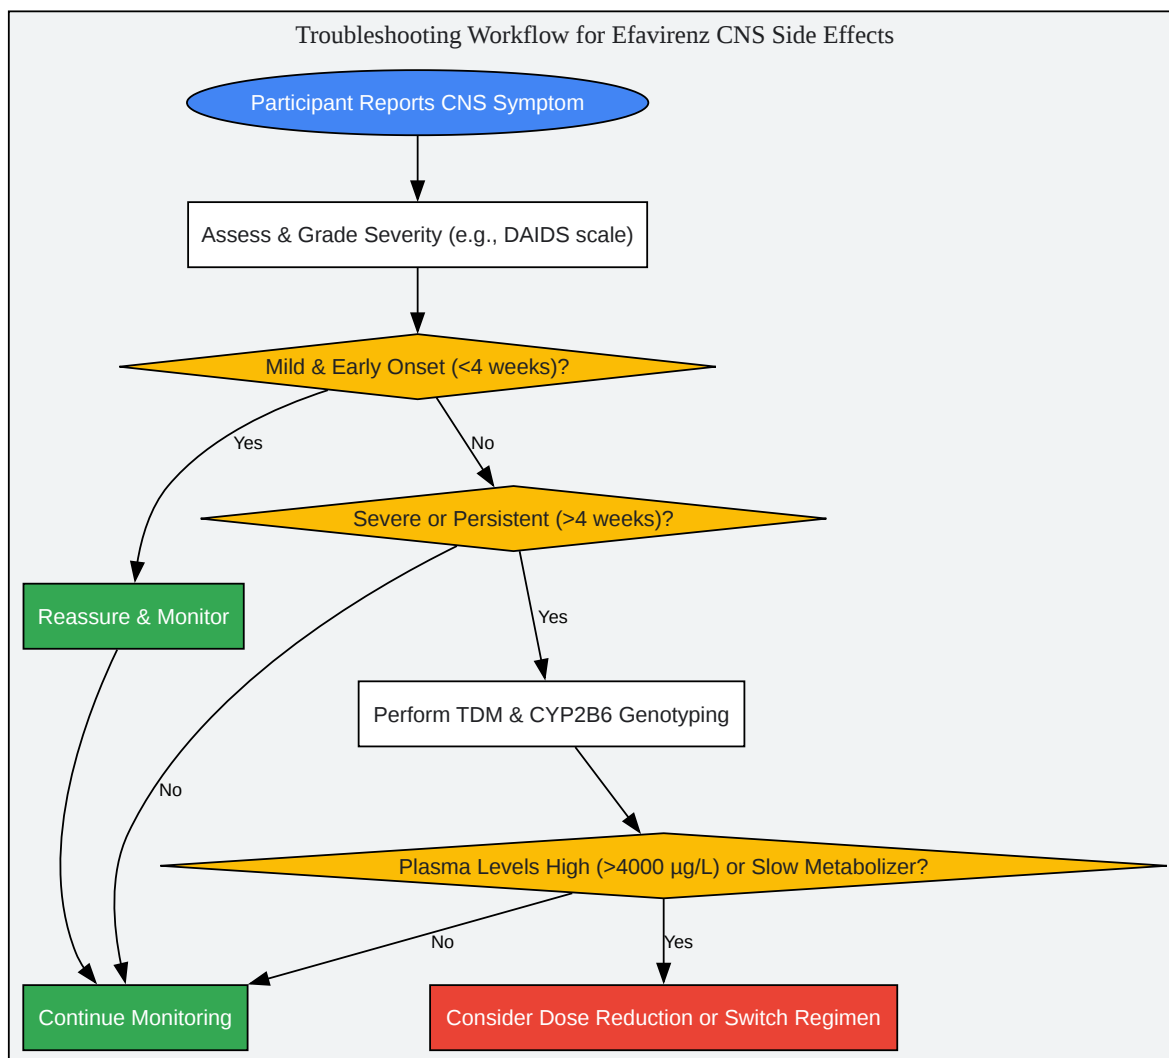 Troubleshooting Workflow for Efavirenz CNS Side Effects
Participant Reports CNS Symptom
Assess & Grade Severity (e.g., DAIDS scale)
Mild & Early Onset (<4 weeks)?
Yes
No
Severe or Persistent (>4 weeks)?
Reassure & Monitor
Yes
Perform TDM & CYP2B6 Genotyping
No
Plasma Levels High (>4000 µg/L) or Slow Metabolizer?
No
Yes
Continue Monitoring
Consider Dose Reduction or Switch Regimen